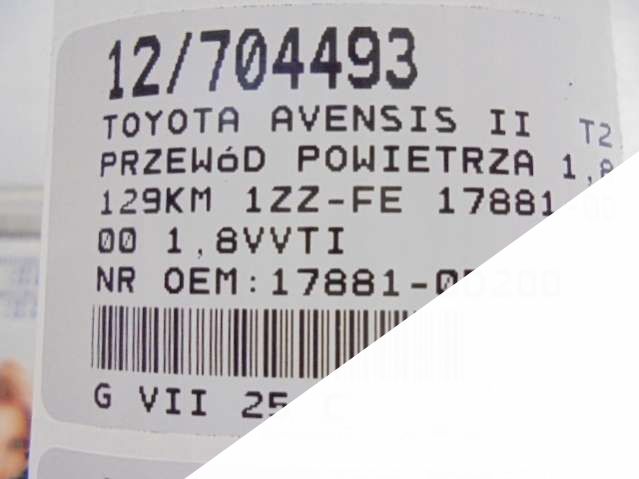 12/704493
TOYOTA AVENSIS II T2
PRZEWóD POWIETRZA
129KM 1ZZ-FE 17881
00 1,8VVTI
NR OEM:17881-0D200
G VII 25